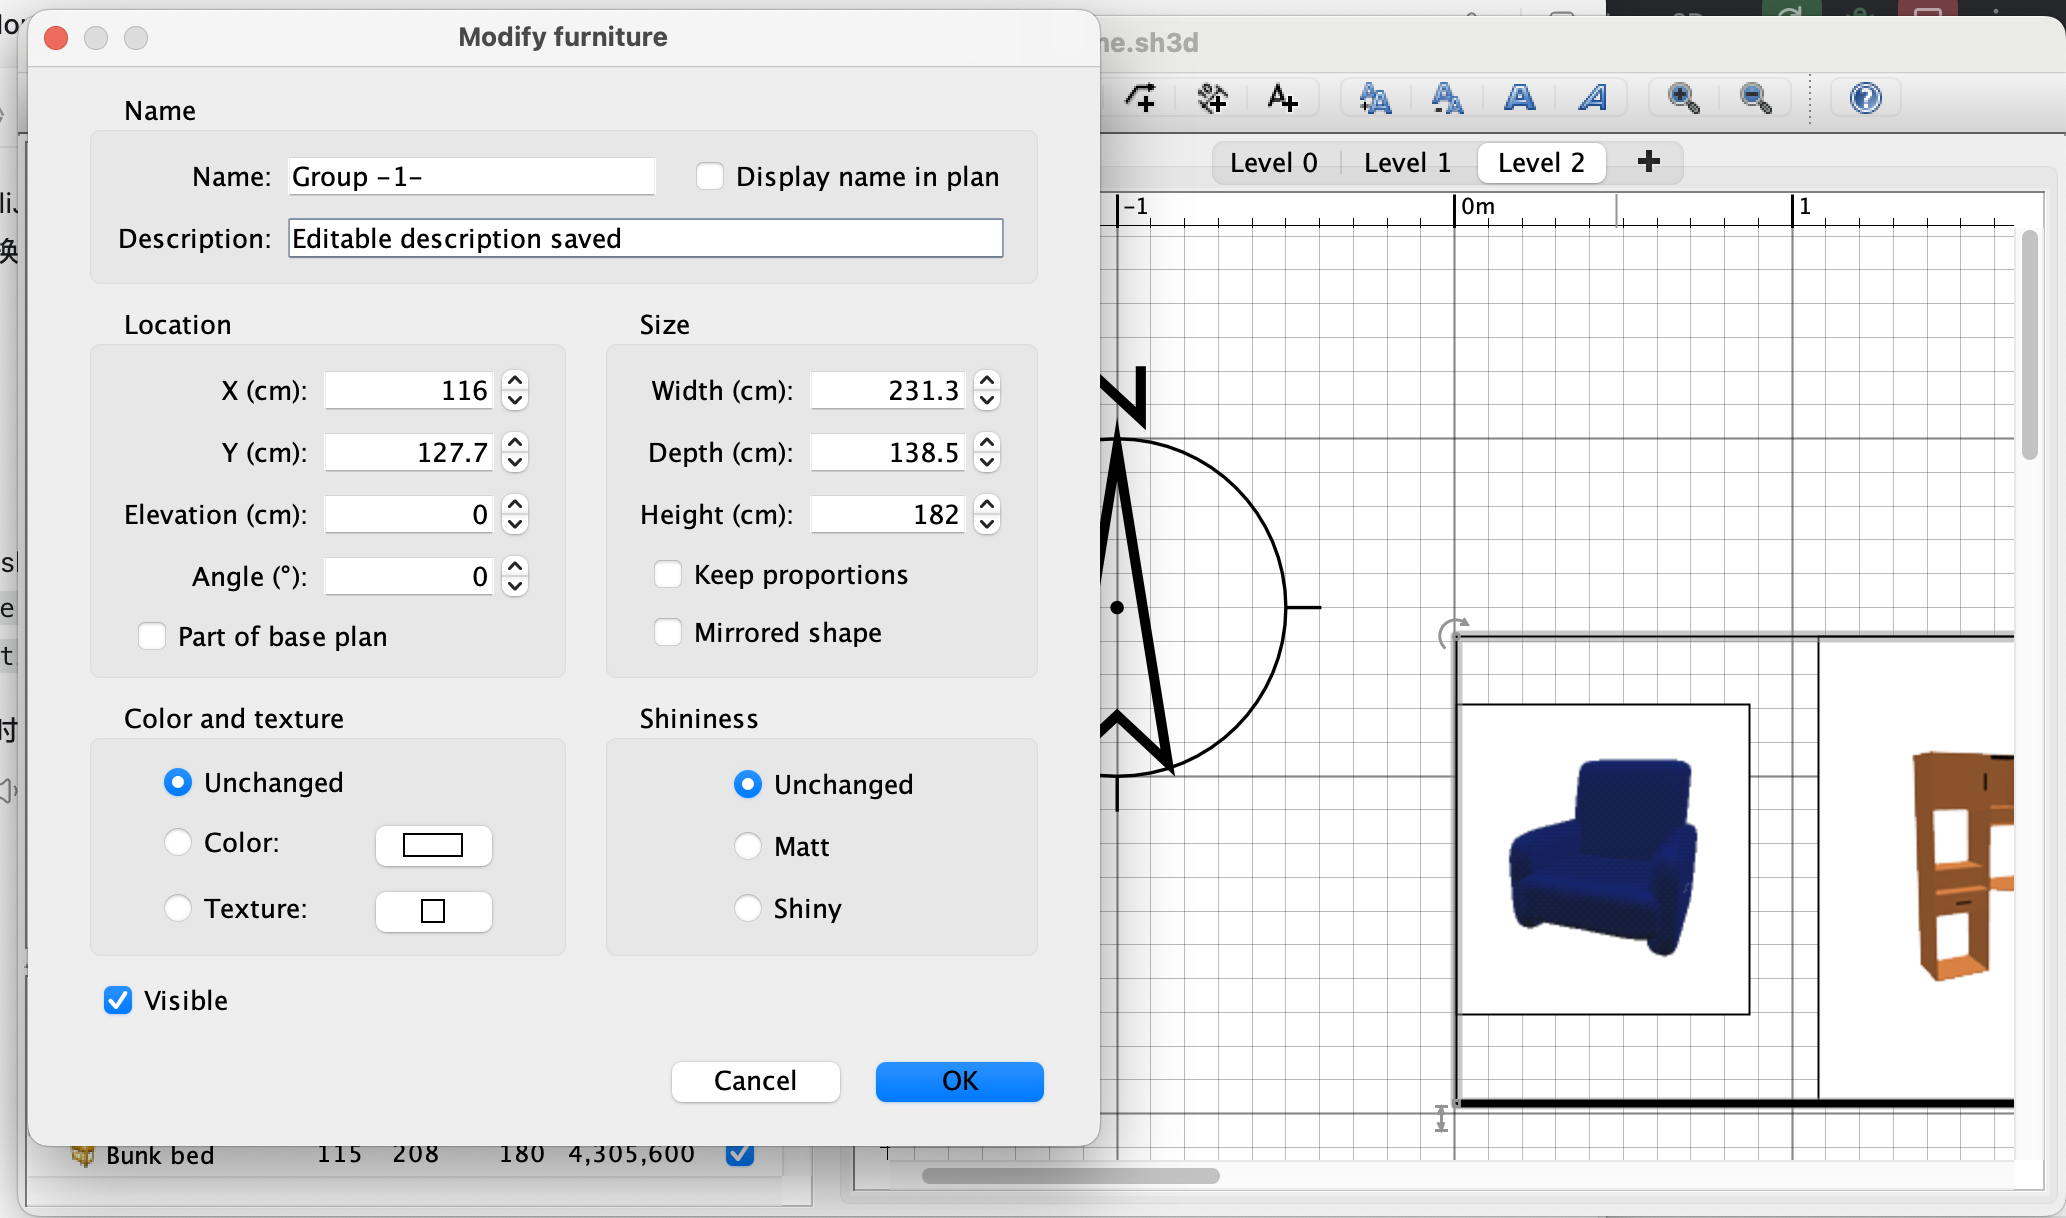 Modify furniture
me.sh3d
Name
Name: Group -1-
Display name in plan
Description: Editable description saved
Level 0
Level 1
Level 2
-1
0m
1
Location
X (cm): 116
Y (cm): 127.7
Elevation (cm): 0
Angle (°): 0
Part of base plan
Size
Width (cm): 231.3
Depth (cm): 138.5
Height (cm): 182
Keep proportions
Mirrored shape
Color and texture
Unchanged
Color:
Texture:
Shininess
Unchanged
Matt
Shiny
Visible
Cancel
OK
Bunk bed 115 208 180 4,305,600